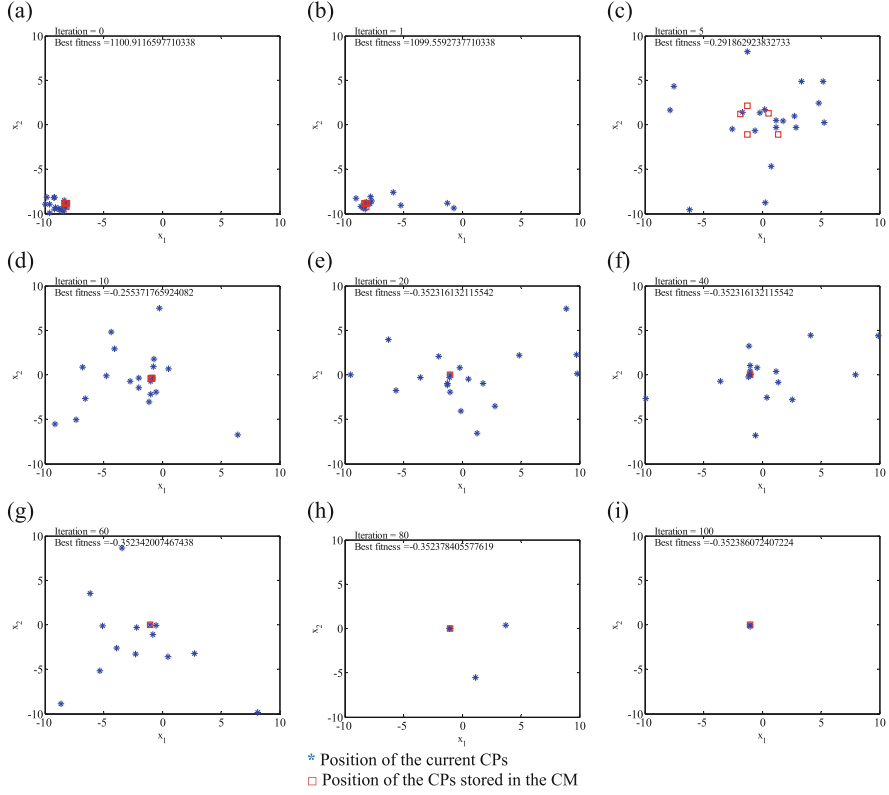 (a)
Iteration = 0
Best fitness =1100.9116597710338
10
5
0
-5
-10
x2
-10
-5
0
5
10
x1
(b)
Iteration = 1
Best fitness =1099.5592737710338
10
5
0
-5
-10
x2
-10
-5
0
5
10
x1
(c)
Iteration = 5
Best fitness =0.291862923832733
10
5
0
-5
-10
x2
-10
-5
0
5
10
x1
(d)
Iteration = 10
Best fitness =-0.255371765924082
10
5
0
-5
-10
x2
-10
-5
0
5
10
x1
(e)
Iteration = 20
Best fitness=-0.352316132115542
10
5
0
-5
-10
x2
-10
-5
0
5
10
x1
(f)
Iteration = 40
Best fitness =-0.352316132115542
10
5
0
-5
-10
x2
-10
-5
0
5
10
x1
(g)
Iteration = 60
Best fitness =-0.352342007467438
10
5
0
-5
-10
x2
-10
-5
0
5
10
x1
(h)
Iteration = 80
Best fitness =-0.352378405577619
10
5
0
-5
-10
x2
-10
-5
0
5
10
x1
(i)
Iteration = 100
Best fitness =-0.352386072407224
10
5
0
-5
-10
x2
-10
-5
0
5
10
x1
* Position of the current CPs
□ Position of the CPs stored in the CM